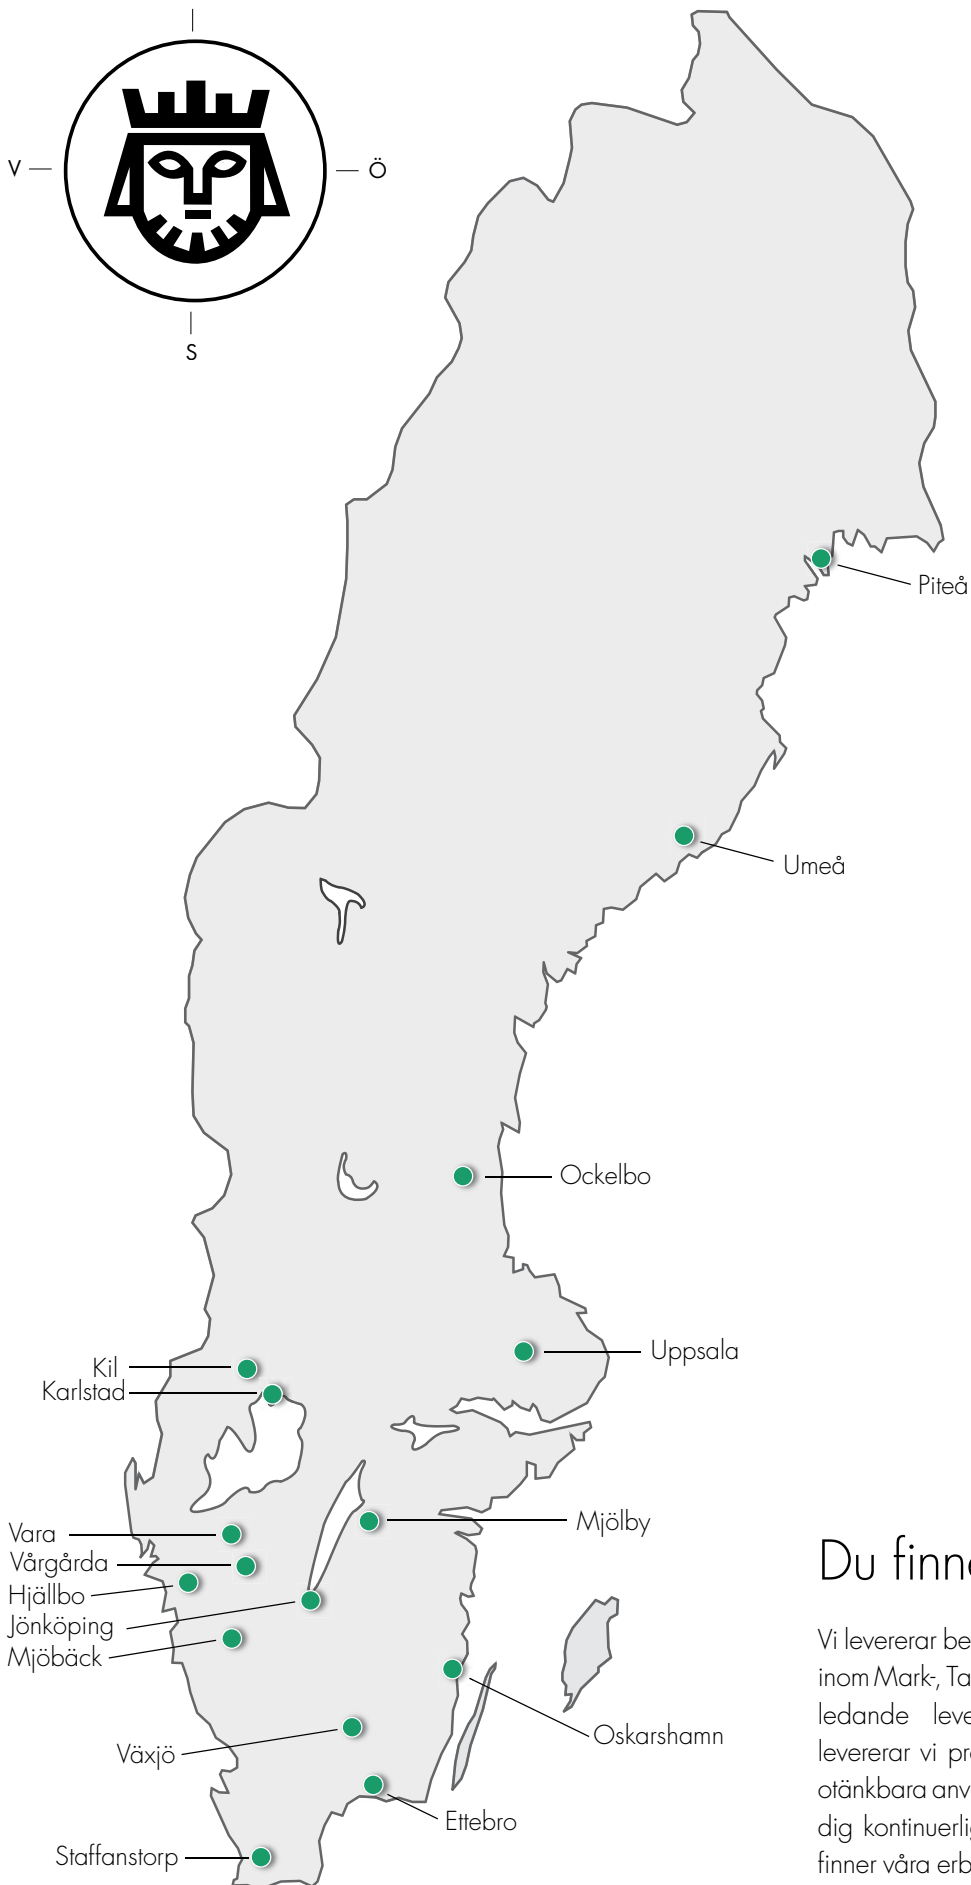 V
Ö
S
Piteå
Umeå
Ockelbo
Uppsala
Kil
Karlstad
Mjölby
Vara
Vårgårda
Hjällbo
Jönköping
Mjöbäck
Oskarshamn
Växjö
Ettebro
Staffanstorp
Du finn
Vi levererar be
inom Mark-, Ta
ledande leve
levererar vi pr
otänkbara anv
dig kontinuerli
finner våra erb